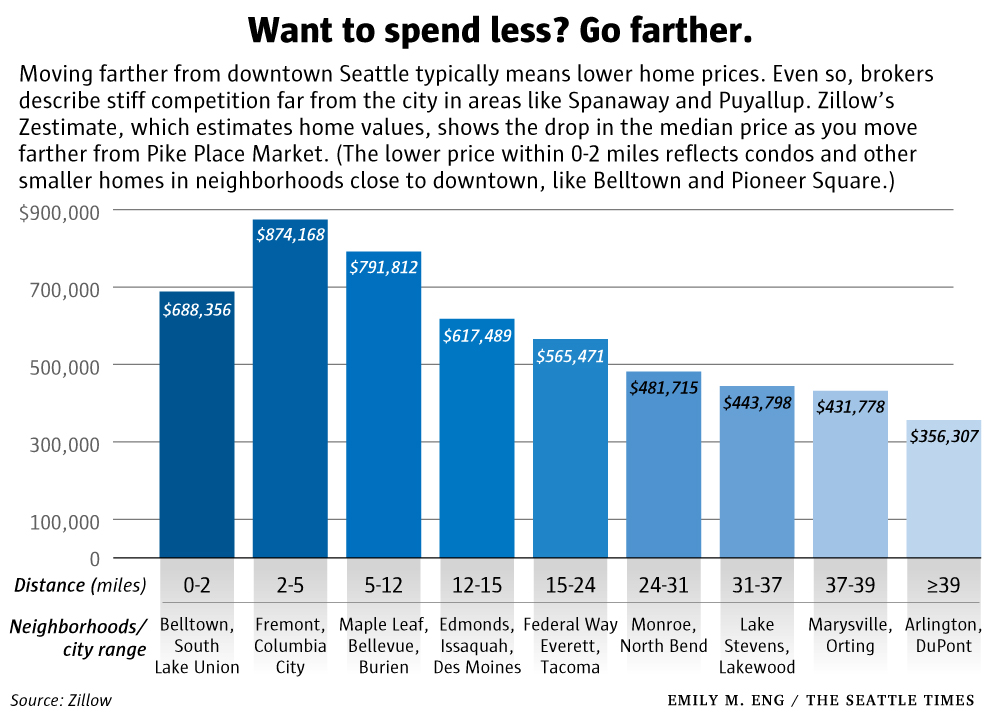 Want to spend less? Go farther.
Moving farther from downtown Seattle typically means lower home prices. Even so, brokers
describe stiff competition far from the city in areas like Spanaway and Puyallup. Zillow’s
Zestimate, which estimates home values, shows the drop in the median price as you move
farther from Pike Place Market. (The lower price within 0-2 miles reflects condos and other
smaller homes in neighborhoods close to downtown, like Belltown and Pioneer Square.)
$900,000
700,000
500,000
300,000
100,000
0
$688,356
$874,168
$791,812
$617,489
$565,471
$481,715
$443,798
$431,778
$356,307
Distance (miles)
0-2
2-5
5-12
12-15
15-24
24-31
31-37
37-39
≥39
Neighborhoods/
city range
Belltown,
South
Lake Union
Fremont,
Columbia
City
Maple Leaf,
Bellevue,
Burien
Edmonds,
Issaquah,
Des Moines
Federal Way
Everett,
Tacoma
Monroe,
North Bend
Lake
Stevens,
Lakewood
Marysville,
Orting
Arlington,
DuPont
Source: Zillow
EMILY M. ENG / THE SEATTLE TIMES